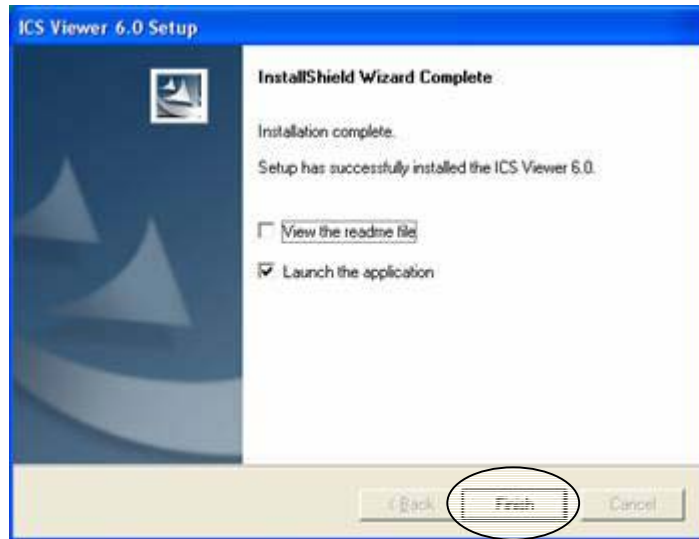 ICS Viewer 6.0 Setup
InstallShield Wizard Complete
Installation complete.
Setup has successfully installed the ICS Viewer 6.0.
View the readme file
Launch the application
< Back Finish Cancel